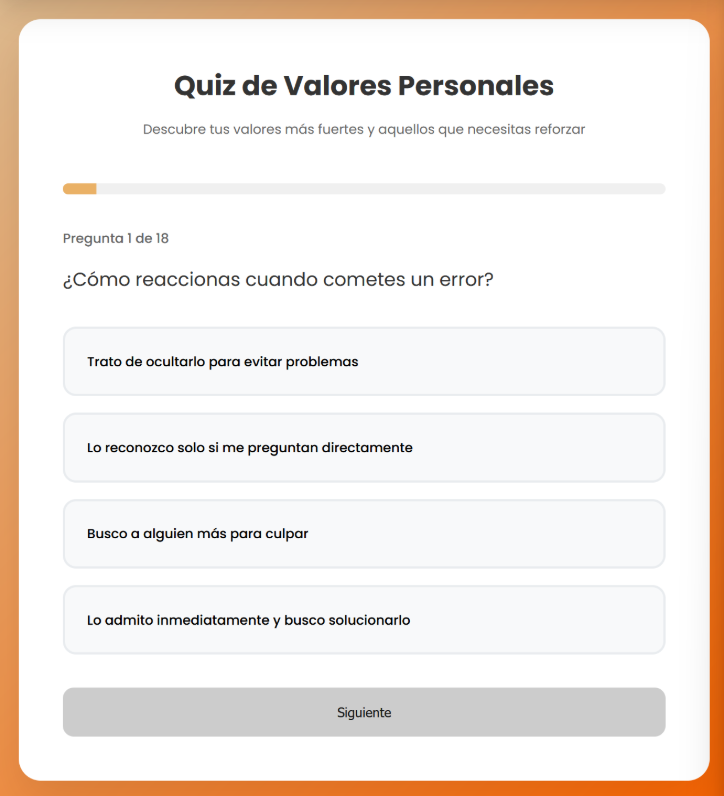 Quiz de Valores Personales
Descubre tus valores más fuertes y aquellos que necesitas reforzar
Pregunta 1 de 18
¿Cómo reaccionas cuando cometes un error?
Trato de ocultarlo para evitar problemas
Lo reconozco solo si me preguntan directamente
Busco a alguien más para culpar
Lo admito inmediatamente y busco solucionarlo
Siguiente